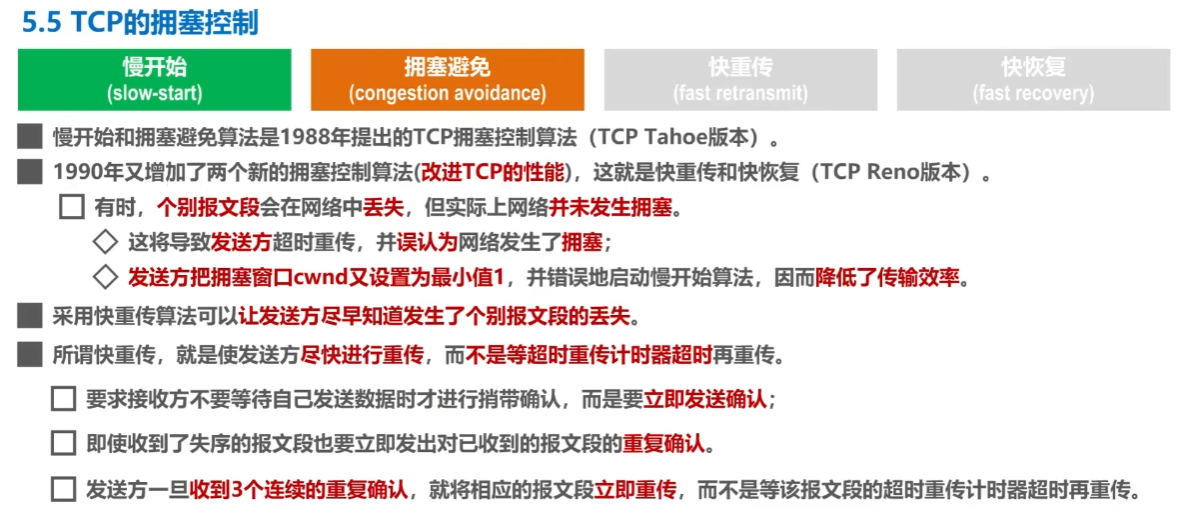 5.5 TCP的拥塞控制
慢开始
(slow-start)
拥塞避免
(congestion avoidance)
快重传
(fast retransmit)
快恢复
(fast recovery)
慢开始和拥塞避免算法是1988年提出的TCP拥塞控制算法（TCP Tahoe版本）。
1990年又增加了两个新的拥塞控制算法(改进TCP的性能)，这就是快重传和快恢复（TCP Reno版本）。
有时，个别报文段会在网络中丢失，但实际上网络并未发生拥塞。
这将导致发送方超时重传，并误认为网络发生了拥塞；
发送方把拥塞窗口cwnd又设置为最小值1，并错误地启动慢开始算法，因而降低了传输效率。
采用快重传算法可以让发送方尽早知道发生了个别报文段的丢失。
所谓快重传，就是使发送方尽快进行重传，而不是等超时重传计时器超时再重传。
要求接收方不要等待自己发送数据时才进行捎带确认，而是要立即发送确认；
即使收到了失序的报文段也要立即发出对已收到的报文段的重复确认。
发送方一旦收到3个连续的重复确认，就将相应的报文段立即重传，而不是等该报文段的超时重传计时器超时再重传。